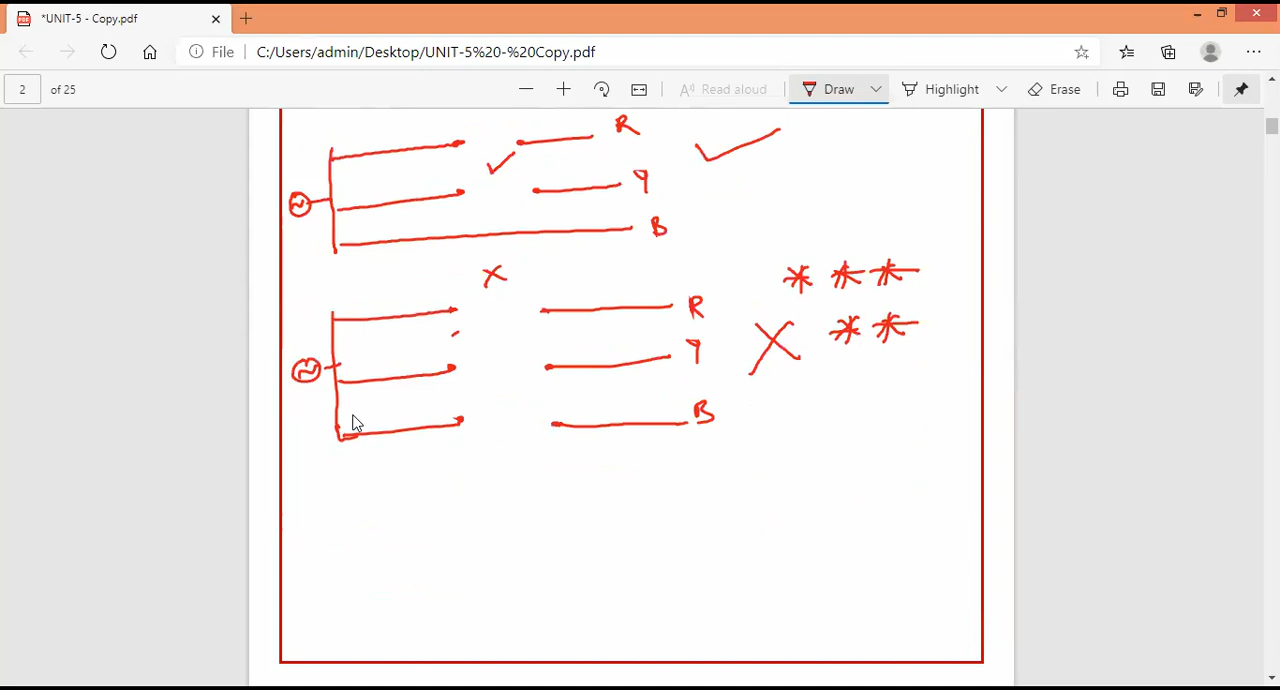 *UNIT-5 - Copy.pdf
File C:/Users/admin/Desktop/UNIT-5%20-%20Copy.pdf
2 of 25 Read aloud Draw Highlight Erase
R
Y
B
R
Y
B